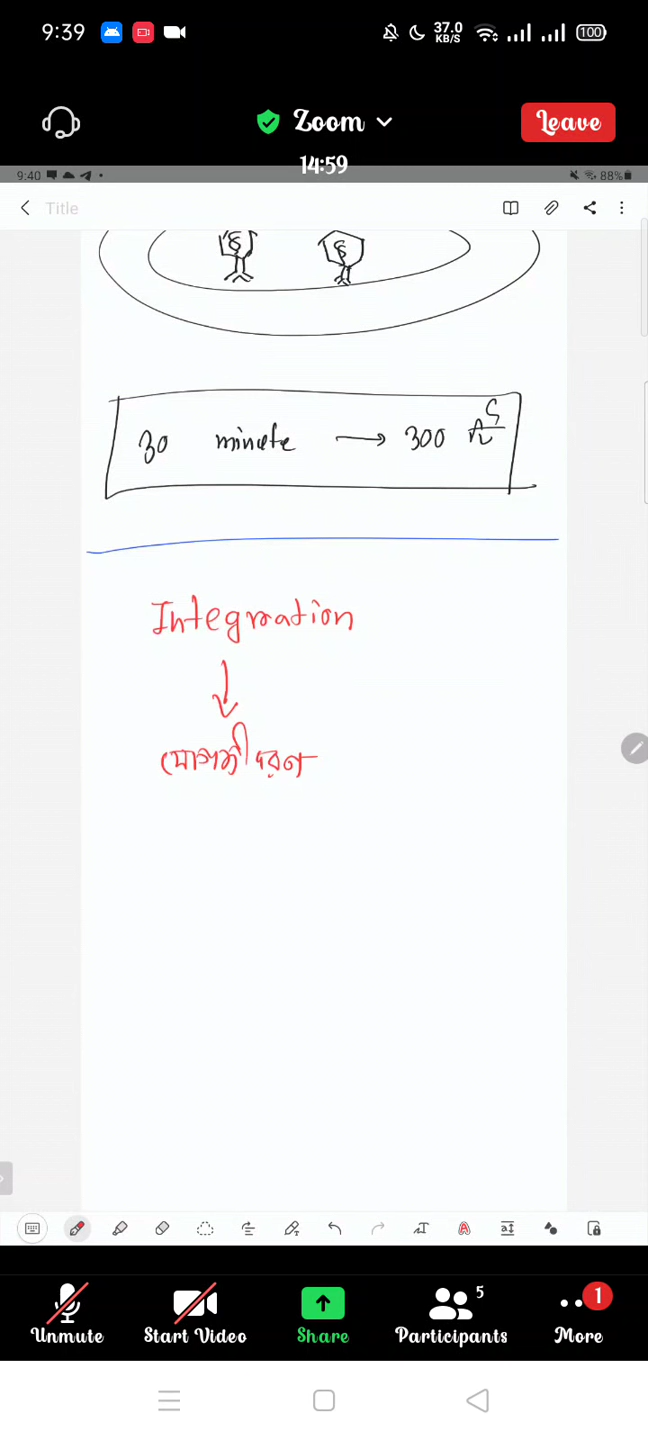 9:39 37.0 KB/S 100
Zoom Leave
14:59
9:40 88%
Title
30 minute → 300 টি
Integration
↓
যোগজীকরণ
Unmute Start Video Share Participants 5 More 1